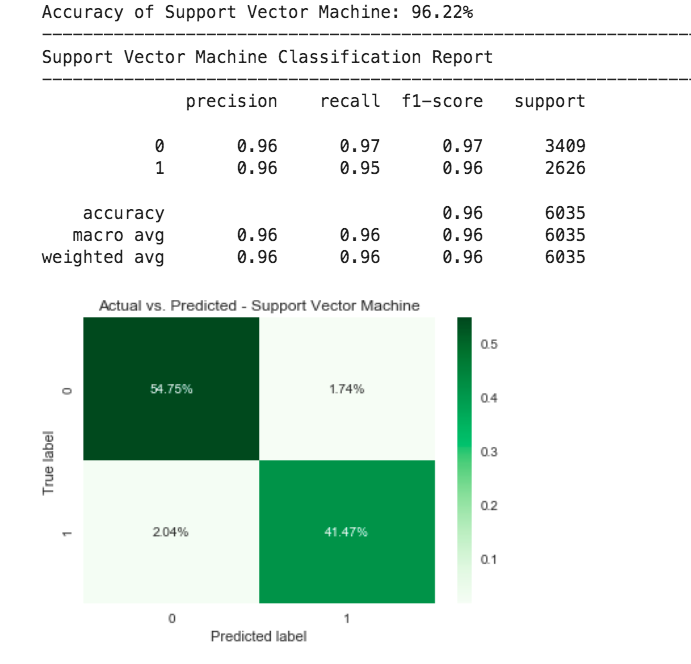 Accuracy of Support Vector Machine: 96.22%
--------------------------------------------------------------------------------
Support Vector Machine Classification Report
--------------------------------------------------------------------------------
precision recall f1-score support
0 0.96 0.97 0.97 3409
1 0.96 0.95 0.96 2626
accuracy 0.96 6035
macro avg 0.96 0.96 0.96 6035
weighted avg 0.96 0.96 0.96 6035
Actual vs. Predicted - Support Vector Machine
0.5
0 54.75% 1.74%
0.4
True label
0.3
0.2
1 2.04% 41.47%
0.1
0 1
Predicted label